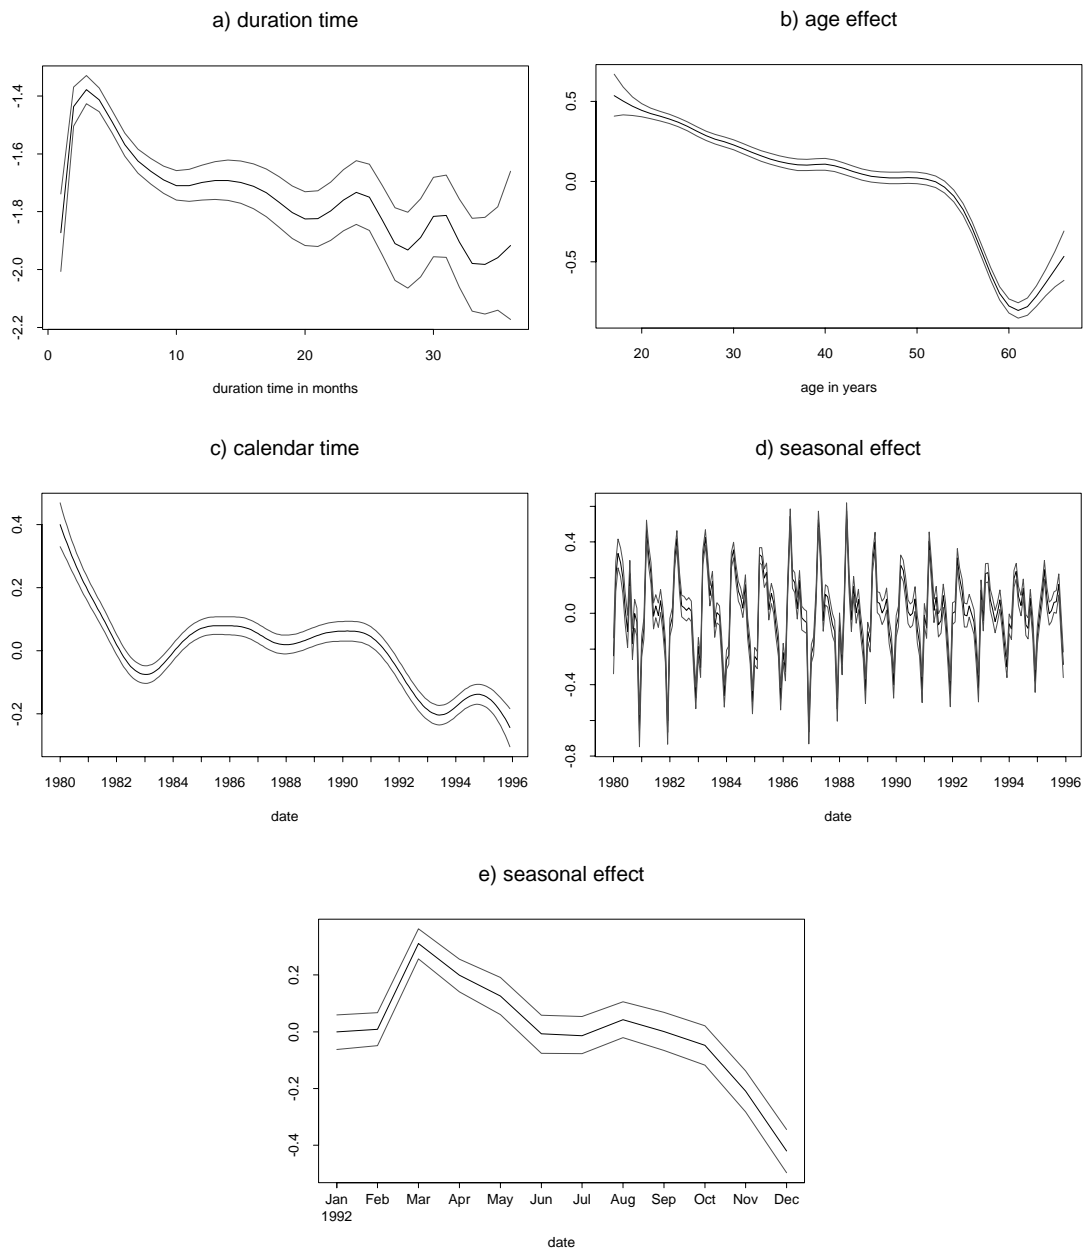 a) duration time
-1.4
-1.6
-1.8
-2.0
-2.2
0 10 20 30
duration time in months
b) age effect
0.5
0.0
-0.5
20 30 40 50 60
age in years
c) calendar time
0.4
0.2
0.0
-0.2
1980 1982 1984 1986 1988 1990 1992 1994 1996
date
d) seasonal effect
0.4
0.0
-0.4
-0.8
1980 1982 1984 1986 1988 1990 1992 1994 1996
date
e) seasonal effect
0.2
0.0
-0.2
-0.4
Jan Feb Mar Apr May Jun Jul Aug Sep Oct Nov Dec
1992
date